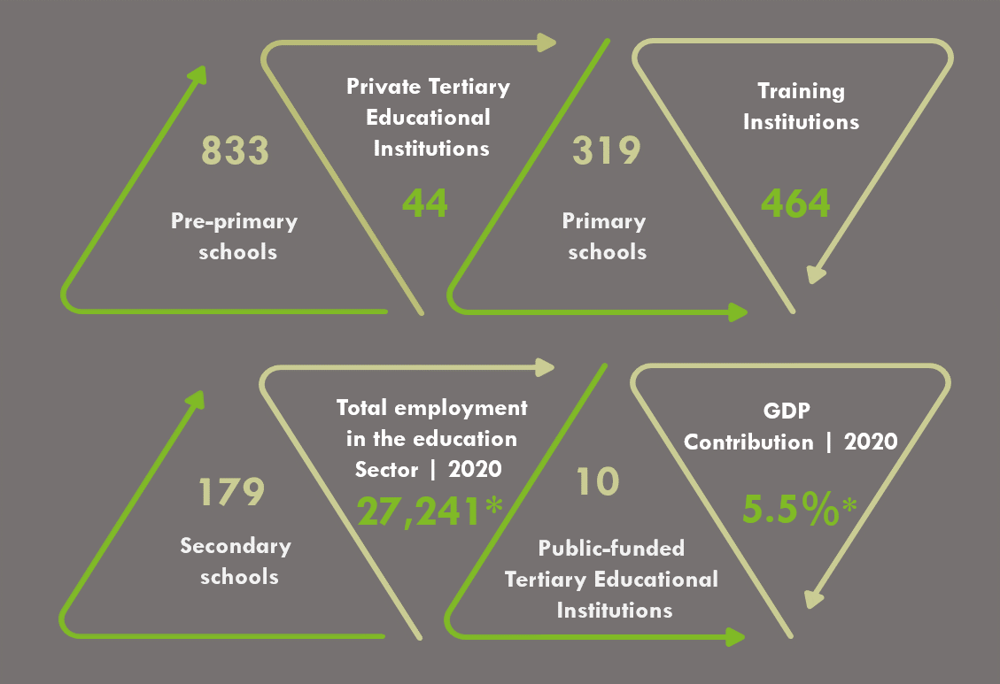 833
Pre-primary
schools
Private Tertiary
Educational
Institutions
44
319
Primary
schools
Training
Institutions
464
179
Secondary
schools
Total employment
in the education
Sector | 2020
27,241*
10
Public-funded
Tertiary Educational
Institutions
GDP
Contribution | 2020
5.5%*